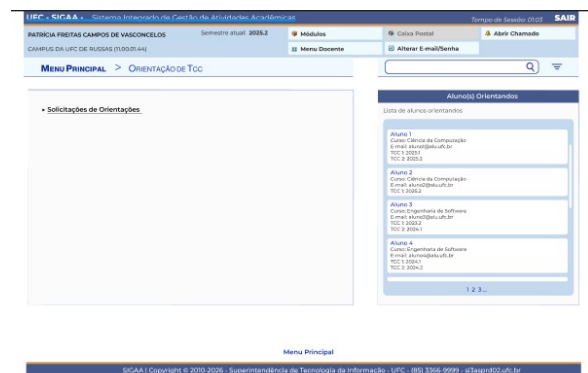 UFC - SIGAA - Sistema Integrado de Gestão de Atividades Acadêmicas
Tempo de Sessão: 01:03 SAIR
PATRÍCIA FREITAS CAMPOS DE VASCONCELOS
Semestre atual: 2025.2
Módulos
Caixa Postal
Abrir Chamado
CAMPUS DA UFC DE RUSSAS (11.00.01.44)
Menu Docente
Alterar E-mail/Senha
MENU PRINCIPAL > ORIENTAÇÃO DE TCC
Solicitações de Orientações
Aluno(s) Orientandos
Lista de alunos orientandos
Aluno 1
Curso: Ciência da Computação
E-mail: aluno1@alu.ufc.br
TCC 1: 2025.1
TCC 2: 2025.2
Aluno 2
Curso: Ciência da Computação
E-mail: aluno2@alu.ufc.br
TCC 1: 2025.2
Aluno 3
Curso: Engenharia de Software
E-mail: aluno3@alu.ufc.br
TCC 1: 2023.2
TCC 2: 2024.1
Aluno 4
Curso: Engenharia de Software
E-mail: aluno4@alu.ufc.br
TCC 1: 2024.1
TCC 2: 2024.2
1 2 3...
Menu Principal
SIGAA | Copyright © 2010-2026 - Superintendência de Tecnologia da Informação - UFC - (85) 3366-9999 - si3asprd02.ufc.br